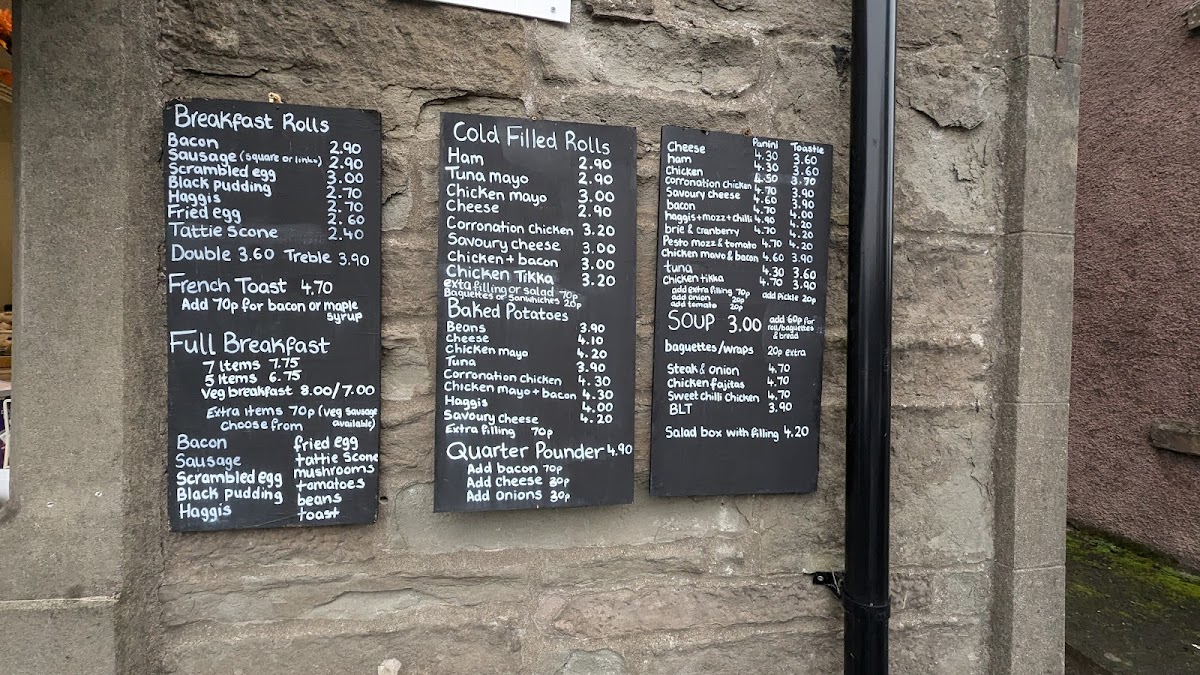 Breakfast Rolls
Bacon 2.90
Sausage (square or links) 2.90
Scrambled egg 3.00
Black pudding 2.70
Haggis 2.70
Fried egg 2.60
Tattie Scone 2.40
Double 3.60 Treble 3.90
French Toast 4.70
Add 70p for bacon or maple
syrup
Full Breakfast
7 Items 7.75
5 Items 6.75
Veg breakfast 8.00/7.00
Extra items 70p (veg sausage
choose from available)
Bacon fried egg
Sausage tattie scone
Scrambled egg mushrooms
Black pudding tomatoes
Haggis beans
toast
Cold Filled Rolls
Ham 2.90
Tuna mayo 2.90
Chicken mayo 3.00
Cheese 2.90
Corronation chicken 3.20
Savoury cheese 3.00
Chicken + bacon 3.00
Chicken Tikka 3.20
exta filling or salad 70p
Baguettes or Sandwhiches 20p
Baked Potatoes
Beans 3.90
Cheese 4.10
Chicken mayo 4.20
Tuna 3.90
Corronation chicken 4.30
Chicken mayo + bacon 4.30
Haggis 4.00
Savoury cheese 4.20
Extra filling 70p
Quarter Pounder 4.90
Add bacon 70p
Add cheese 30p
Add onions 30p
Panini Toastie
Cheese 4.30 3.60
ham 4.30 3.60
Chicken 4.50 3.70
corronation chicken 4.70 3.90
Savoury cheese 4.60 3.90
bacon 4.70 4.00
haggis+mozz+chilli 4.90 4.20
brie & cranberry 4.70 4.20
Pesto mozz & tomato 4.70 4.20
Chicken mayo & bacon 4.60 3.90
tuna 4.30 3.60
Chicken tikka 4.70 3.90
add extra filling 70p add pickle 20p
add onion 20p
add tomato 20p
SOUP 3.00 add 60p for
roll/baguettes
& bread
baguettes/wraps 20p extra
Steak & onion 4.70
Chicken fajitas 4.70
Sweet chilli chicken 4.70
BLT 3.90
Salad box with filling 4.20